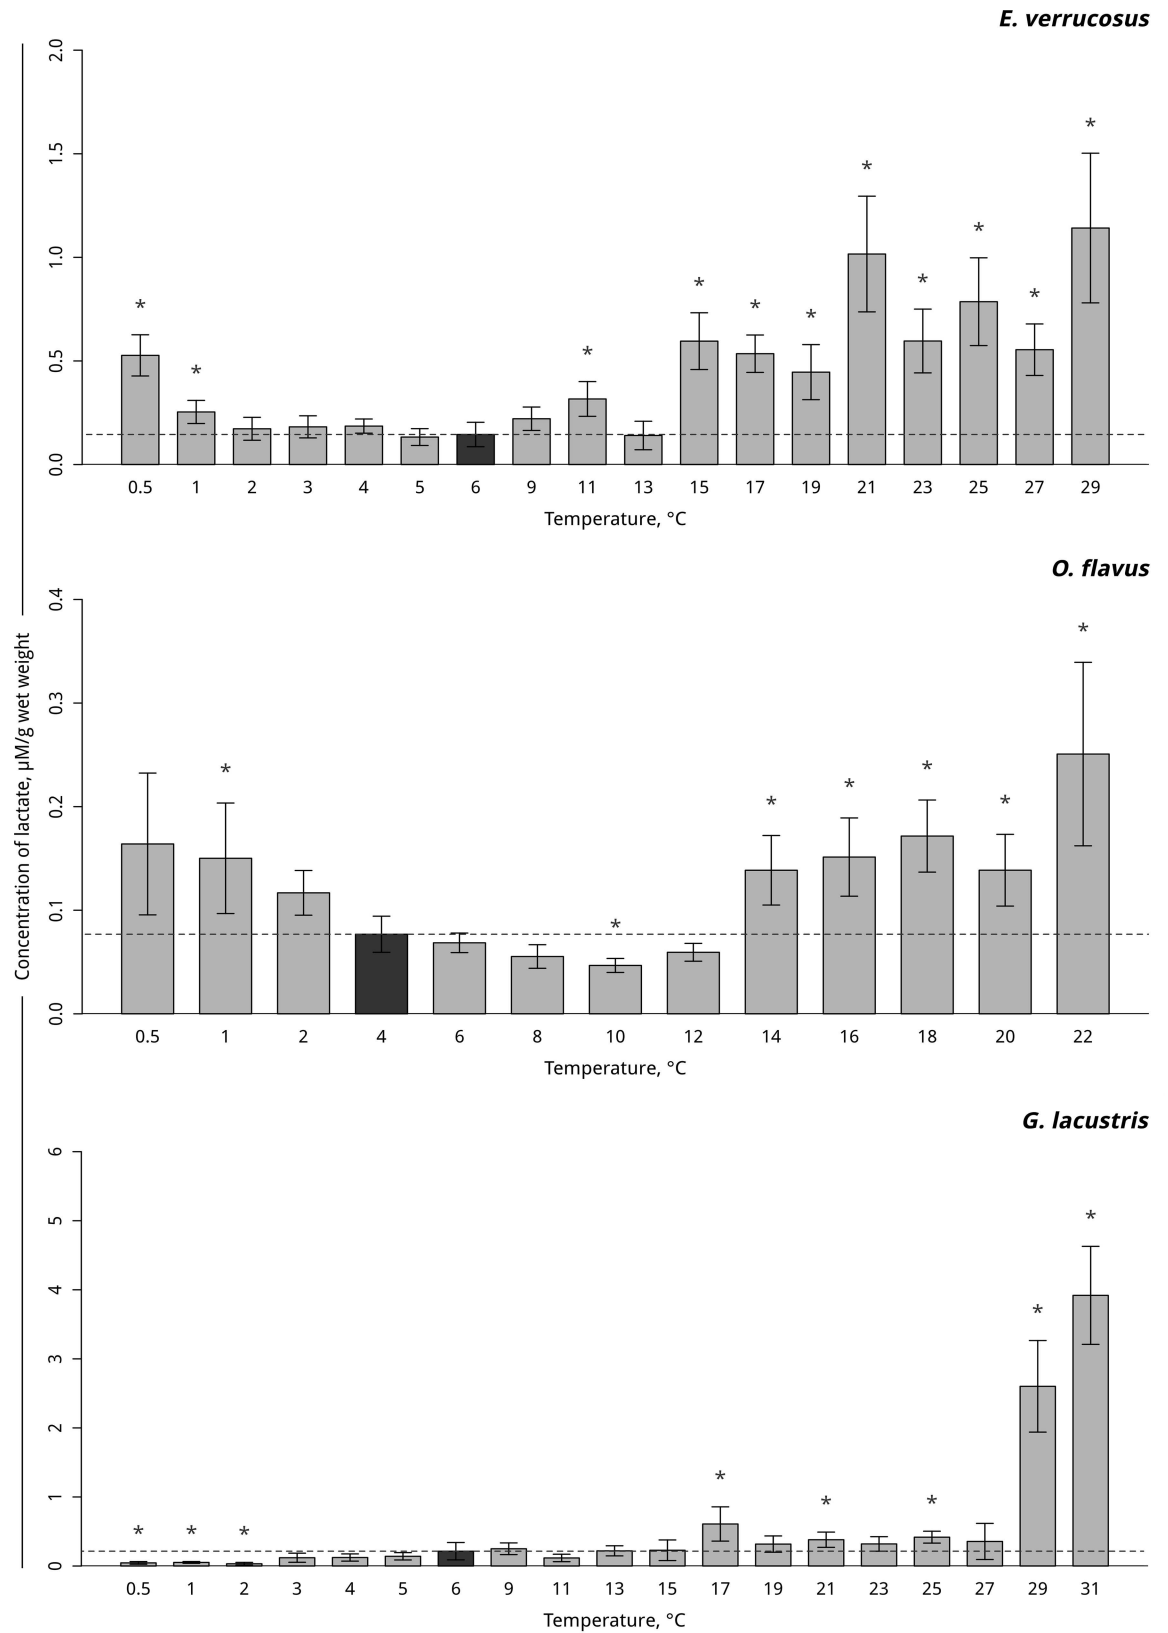 E. verrucosus
2.0
1.5
1.0
0.5
0.0
* * * * * * * * * * *
0.5 1 2 3 4 5 6 9 11 13 15 17 19 21 23 25 27 29
Temperature, °C
O. flavus
Concentration of lactate, µM/g wet weight
0.4
0.3
0.2
0.1
0.0
* * * * * * *
0.5 1 2 4 6 8 10 12 14 16 18 20 22
Temperature, °C
G. lacustris
6
5
4
3
2
1
0
* * * * * * * *
0.5 1 2 3 4 5 6 9 11 13 15 17 19 21 23 25 27 29 31
Temperature, °C